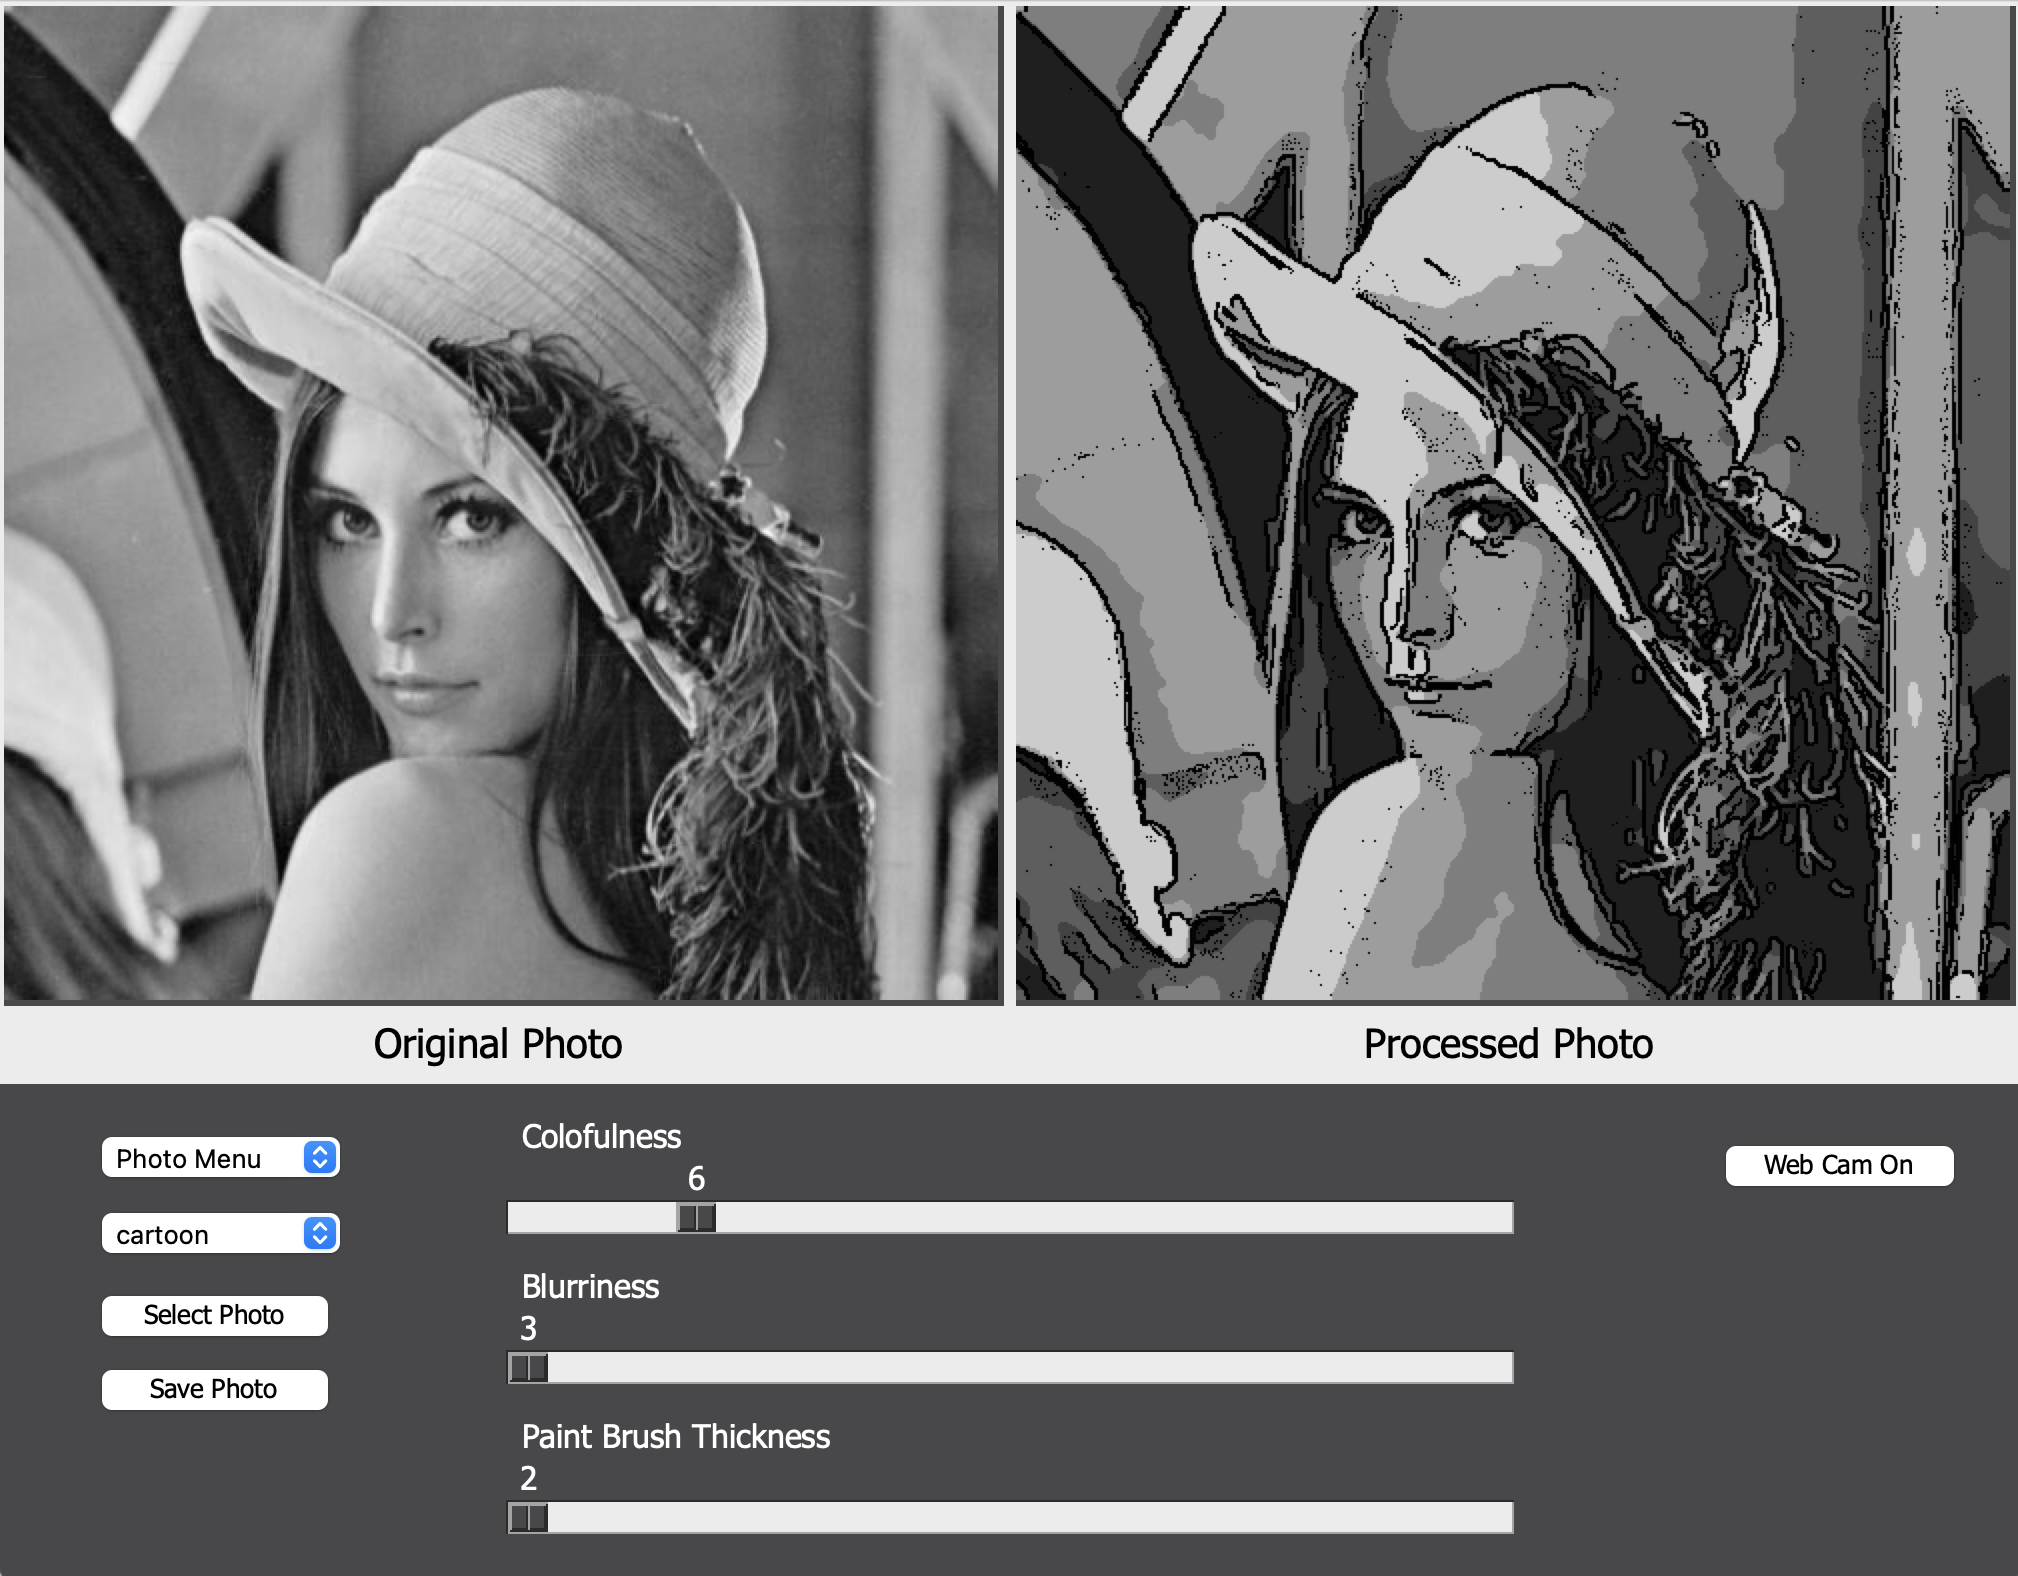 Original Photo
Processed Photo
Photo Menu
cartoon
Select Photo
Save Photo
Colofulness
6
Blurriness
3
Paint Brush Thickness
2
Web Cam On